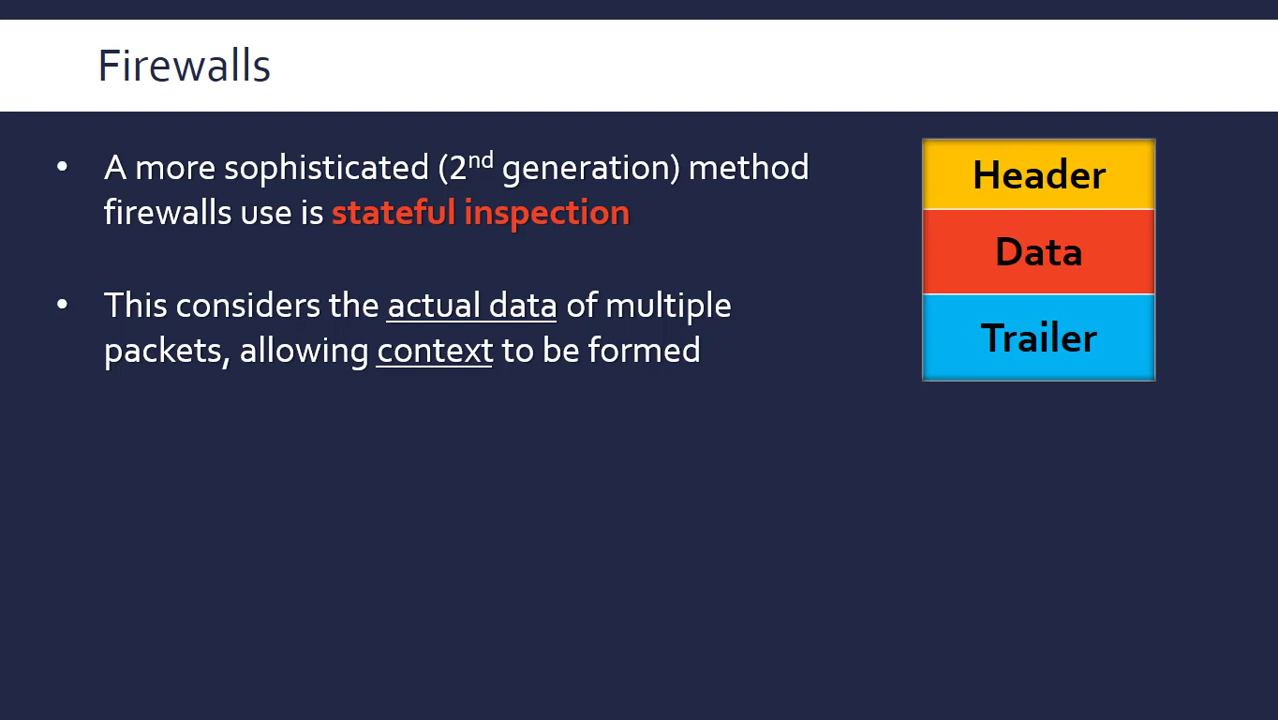 Firewalls
• A more sophisticated (2nd generation) method
firewalls use is stateful inspection
• This considers the actual data of multiple
packets, allowing context to be formed
Header
Data
Trailer